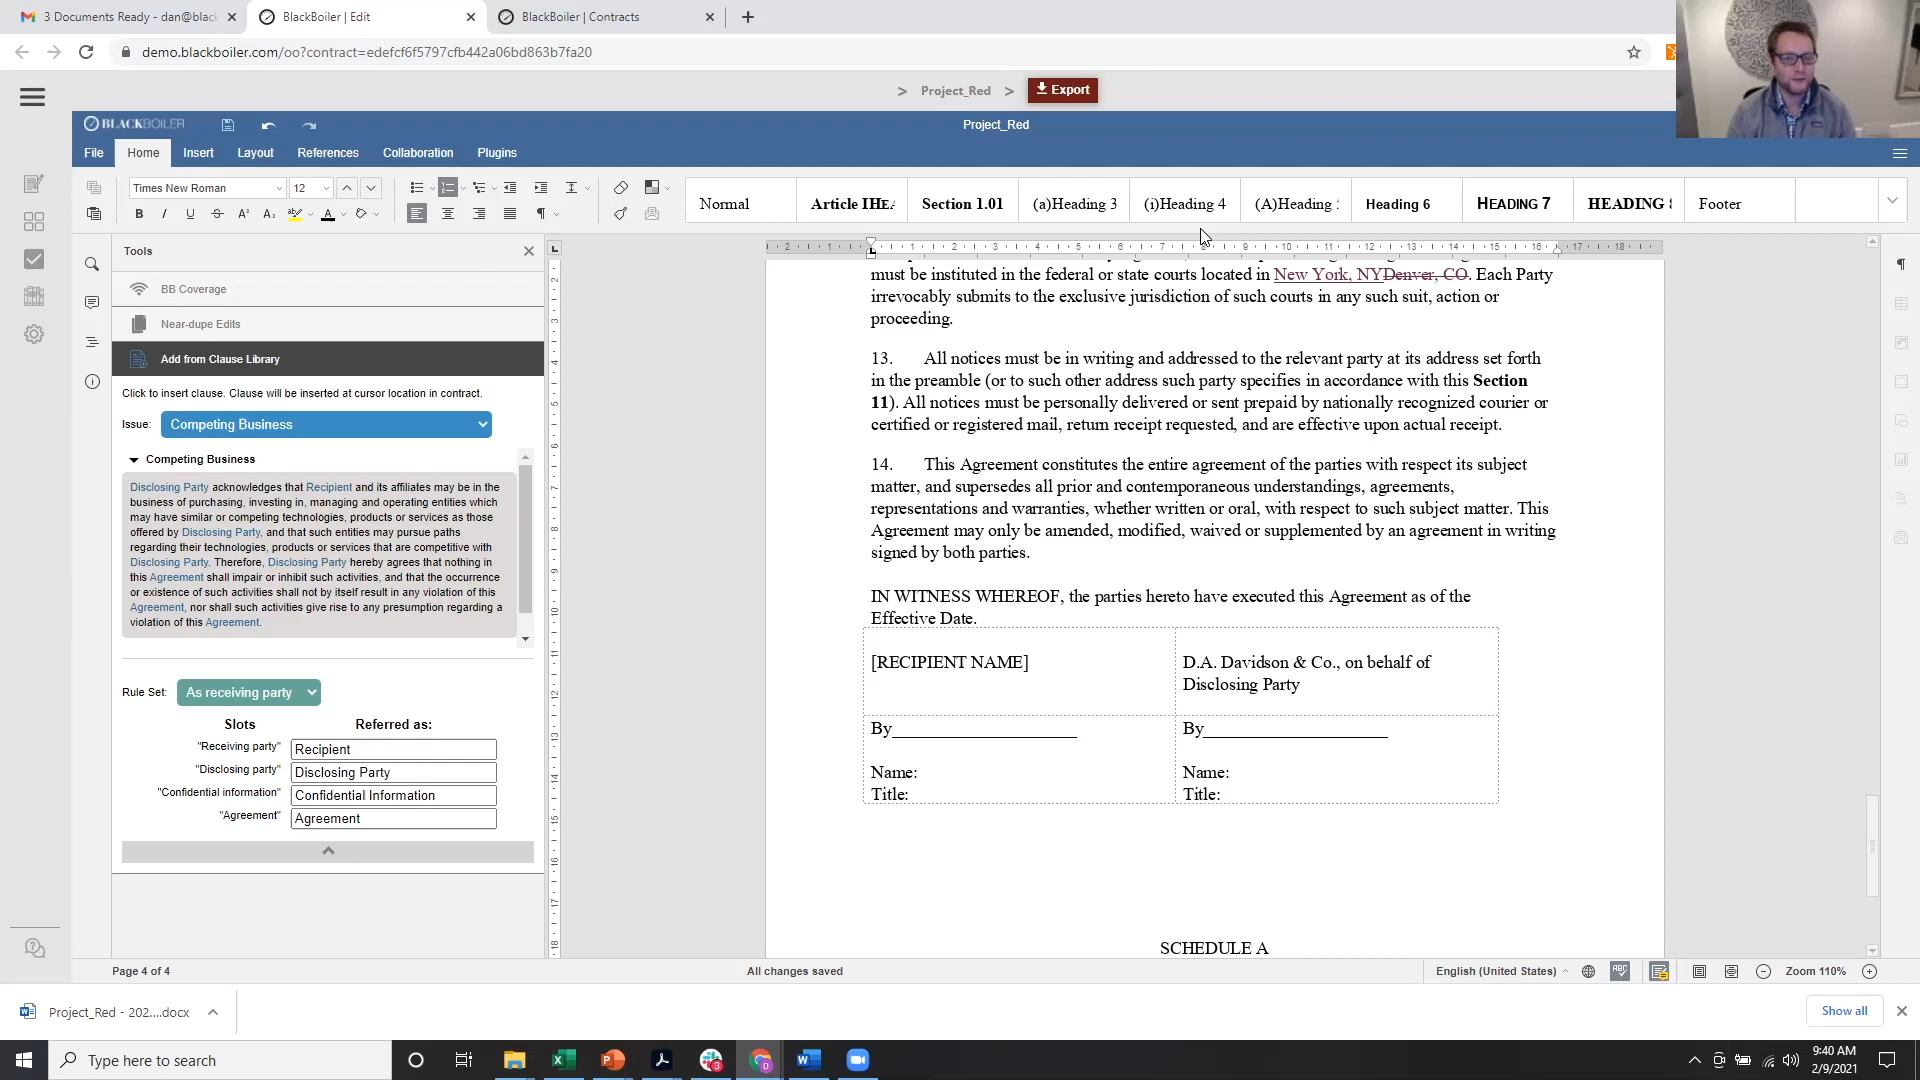 3 Documents Ready - dan@blac
BlackBoiler | Edit
BlackBoiler | Contracts
demo.blackboiler.com/oo?contract=edefcf6f5797cfb442a06bd863b7fa20
> Project_Red > Export
BLACKBOILER
Project_Red
File Home Insert Layout References Collaboration Plugins
Times New Roman 12
Normal
Article I
Section 1.01
(a)Heading 3
(i)Heading 4
(A)Heading
Heading 6
HEADING 7
HEADING
Footer
Tools
BB Coverage
Near-dupe Edits
Add from Clause Library
Click to insert clause. Clause will be inserted at cursor location in contract.
Issue: Competing Business
Competing Business
Disclosing Party acknowledges that Recipient and its affiliates may be in the
business of purchasing, investing in, managing and operating entities which
may have similar or competing technologies, products or services as those
offered by Disclosing Party, and that such entities may pursue paths
regarding their technologies, products or services that are competitive with
Disclosing Party. Therefore, Disclosing Party hereby agrees that nothing in
this Agreement shall impair or inhibit such activities, and that the occurrence
or existence of such activities shall not by itself result in any violation of this
Agreement, nor shall such activities give rise to any presumption regarding a
violation of this Agreement.
Rule Set: As receiving party
Slots Referred as:
"Receiving party" Recipient
"Disclosing party" Disclosing Party
"Confidential information" Confidential Information
"Agreement" Agreement
must be instituted in the federal or state courts located in New York, NYDenver, CO. Each Party
irrevocably submits to the exclusive jurisdiction of such courts in any such suit, action or
proceeding.
13. All notices must be in writing and addressed to the relevant party at its address set forth
in the preamble (or to such other address such party specifies in accordance with this Section
11). All notices must be personally delivered or sent prepaid by nationally recognized courier or
certified or registered mail, return receipt requested, and are effective upon actual receipt.
14. This Agreement constitutes the entire agreement of the parties with respect its subject
matter, and supersedes all prior and contemporaneous understandings, agreements,
representations and warranties, whether written or oral, with respect to such subject matter. This
Agreement may only be amended, modified, waived or supplemented by an agreement in writing
signed by both parties.
IN WITNESS WHEREOF, the parties hereto have executed this Agreement as of the
Effective Date.
[RECIPIENT NAME]
D.A. Davidson & Co., on behalf of
Disclosing Party
By
By
Name:
Title:
Name:
Title:
SCHEDULE A
Page 4 of 4
All changes saved
English (United States)
Zoom 110%
Project_Red - 202....docx
Show all
Type here to search
9:40 AM
2/9/2021